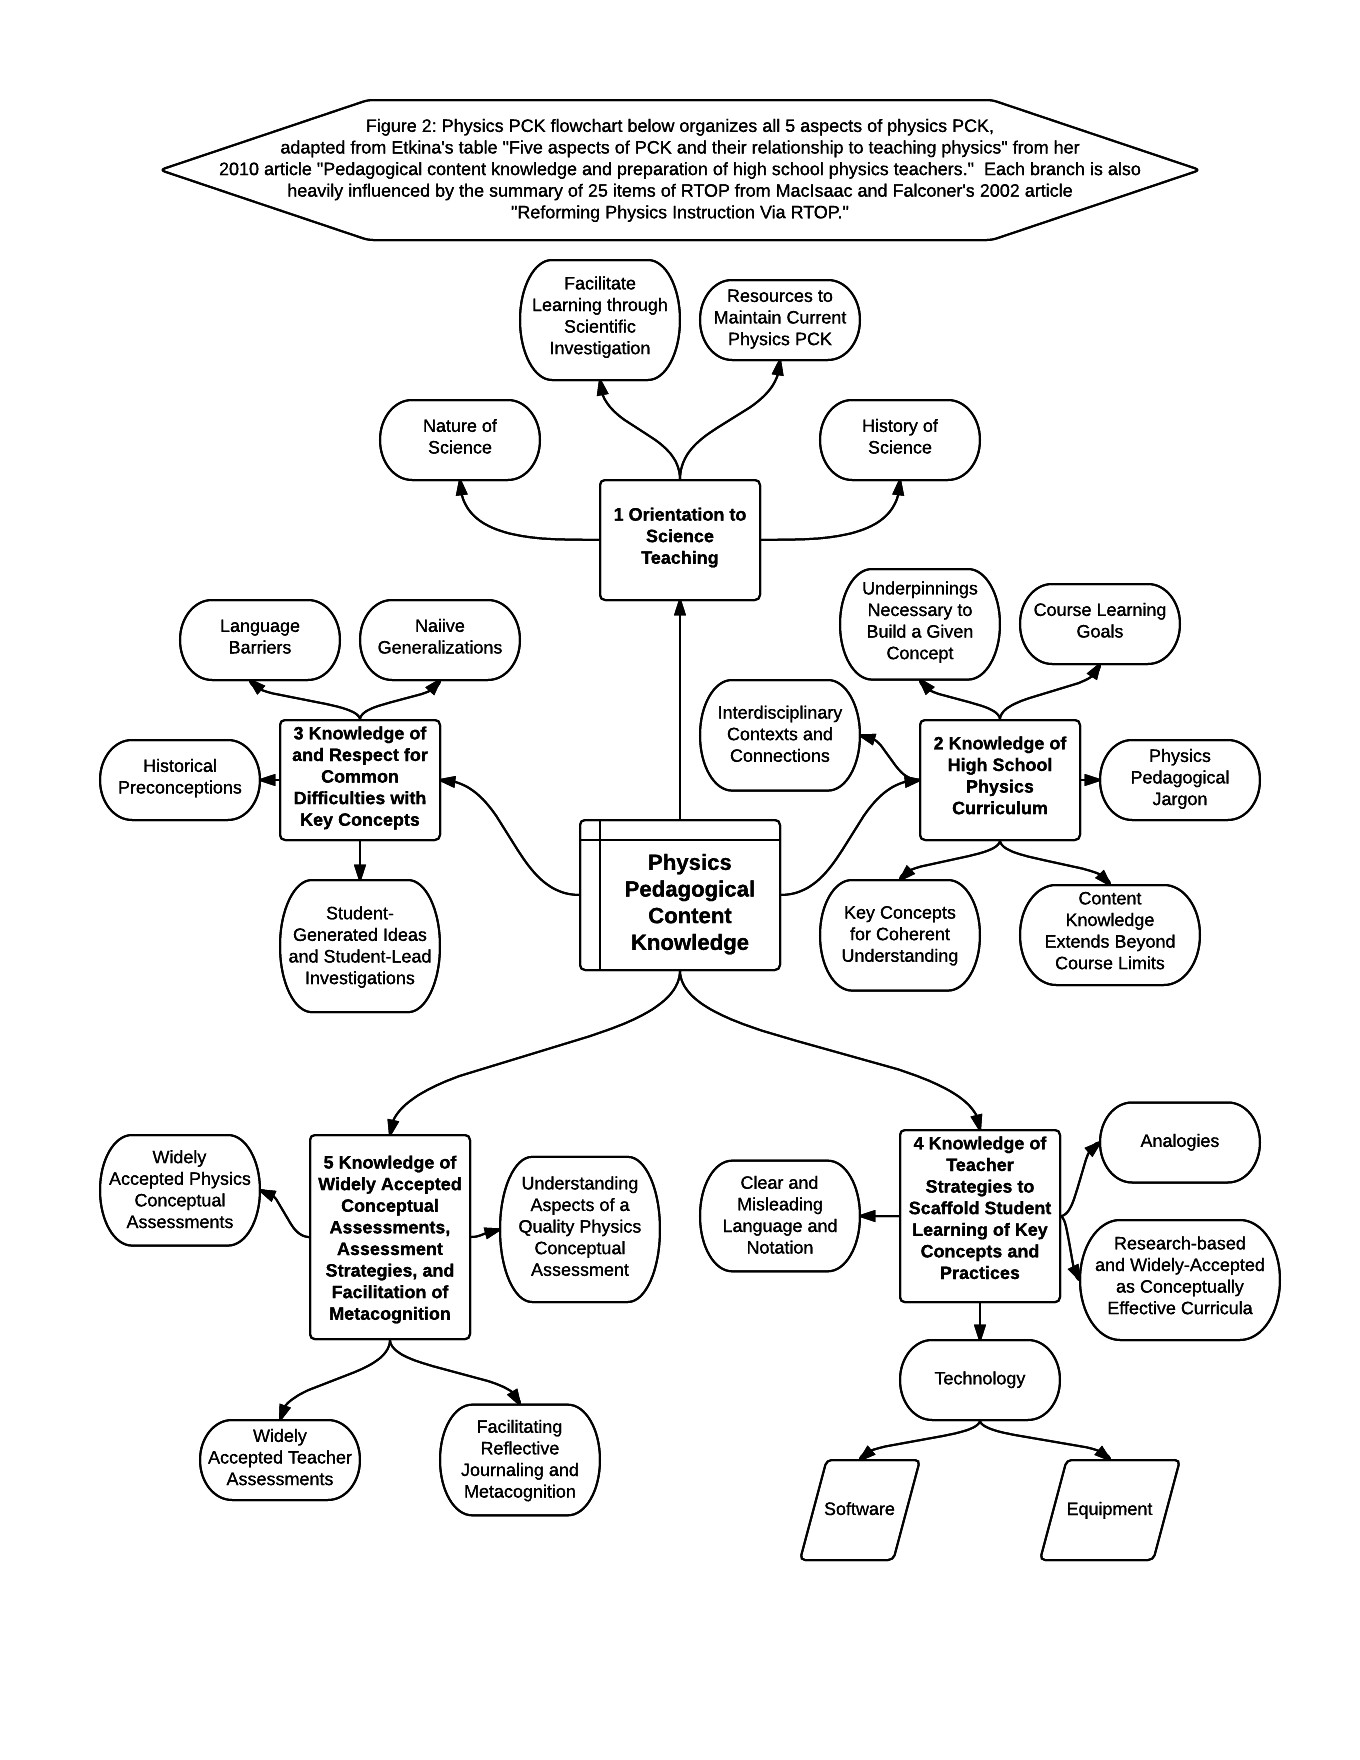 Figure 2: Physics PCK flowchart below organizes all 5 aspects of physics PCK,
adapted from Etkina's table "Five aspects of PCK and their relationship to teaching physics" from her
2010 article "Pedagogical content knowledge and preparation of high school physics teachers."  Each branch is also
heavily influenced by the summary of 25 items of RTOP from MacIsaac and Falconer's 2002 article
"Reforming Physics Instruction Via RTOP."
Facilitate
Learning through
Scientific
Investigation
Resources to
Maintain Current
Physics PCK
Nature of
Science
History of
Science
1 Orientation to
Science
Teaching
Language
Barriers
Naiive
Generalizations
Underpinnings
Necessary to
Build a Given
Concept
Course Learning
Goals
Historical
Preconceptions
3 Knowledge of
and Respect for
Common
Difficulties with
Key Concepts
Interdisciplinary
Contexts and
Connections
2 Knowledge of
High School
Physics
Curriculum
Physics
Pedagogical
Jargon
Student-
Generated Ideas
and Student-Lead
Investigations
Physics
Pedagogical
Content
Knowledge
Key Concepts
for Coherent
Understanding
Content
Knowledge
Extends Beyond
Course Limits
Widely
Accepted Physics
Conceptual
Assessments
5 Knowledge of
Widely Accepted
Conceptual
Assessments,
Assessment
Strategies, and
Facilitation of
Metacognition
Understanding
Aspects of a
Quality Physics
Conceptual
Assessment
Clear and
Misleading
Language and
Notation
4 Knowledge of
Teacher
Strategies to
Scaffold Student
Learning of Key
Concepts and
Practices
Analogies
Research-based
and Widely-Accepted
as Conceptually
Effective Curricula
Technology
Widely
Accepted Teacher
Assessments
Facilitating
Reflective
Journaling and
Metacognition
Software
Equipment